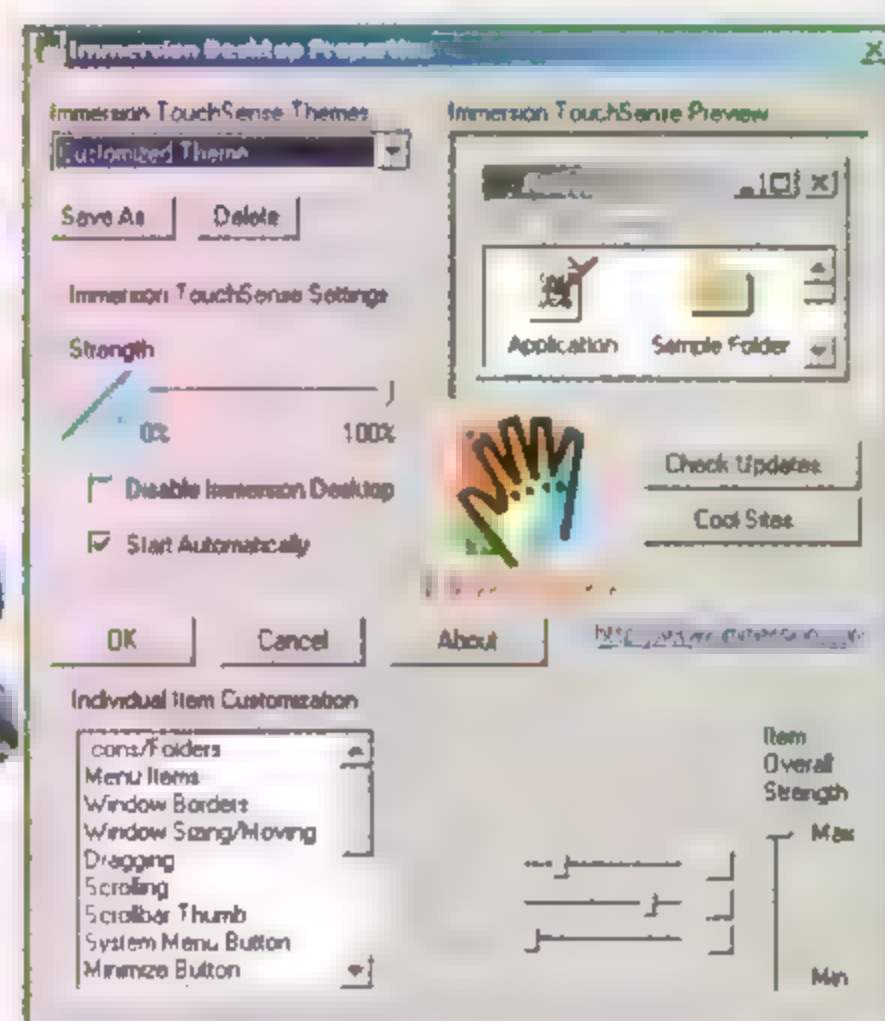 Immersion Desktop Properties
Immersion TouchSense Themes
Customized Theme
Save As
Delete
Immersion TouchSense Settings
Strength
0%
100%
Disable Immersion Desktop
Start Automatically
Immersion TouchSense Preview
Application
Sample Folder
Check Updates
Cool Sites
OK
Cancel
About
Individual Item Customization
Icons/Folders
Menu Items
Window Borders
Window Sizing/Moving
Dragging
Scrolling
Scrollbar Thumb
System Menu Button
Minimize Button
Item
Overall
Strength
Max
Min